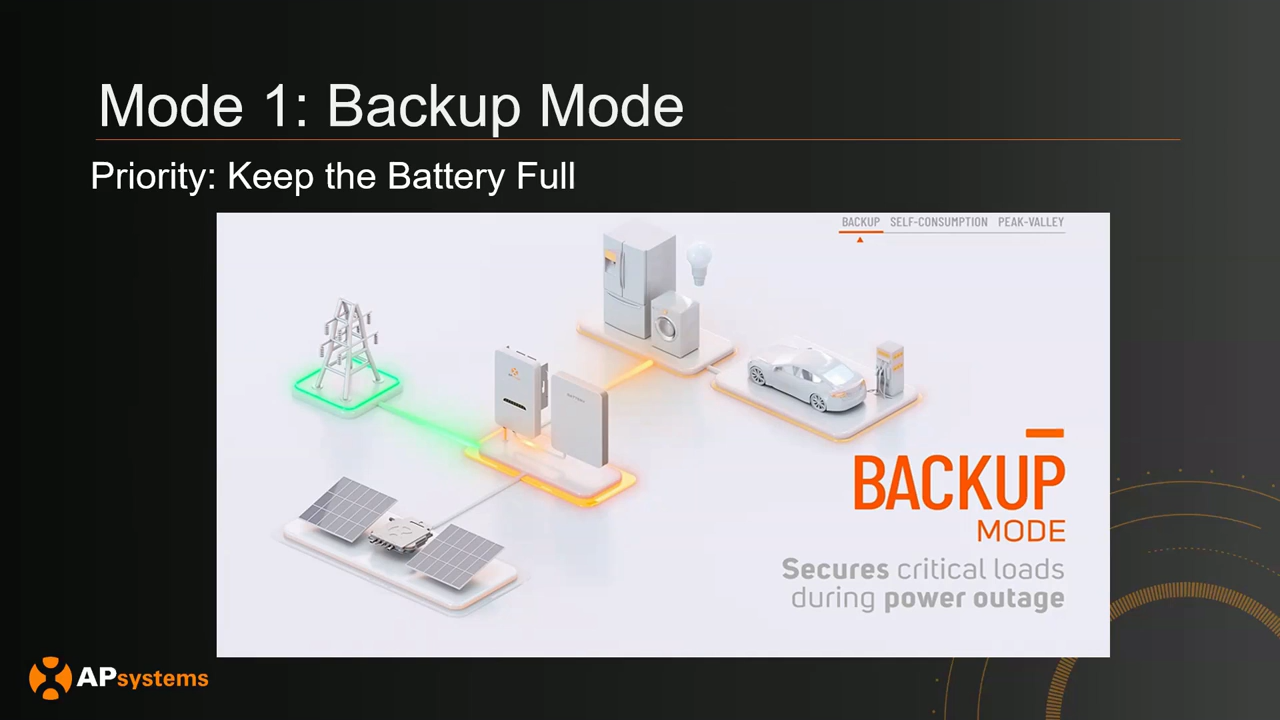 Mode 1: Backup Mode
Priority: Keep the Battery Full
BACKUP SELF-CONSUMPTION PEAK-VALLEY
BACKUP
MODE
Secures critical loads
during power outage
APsystems